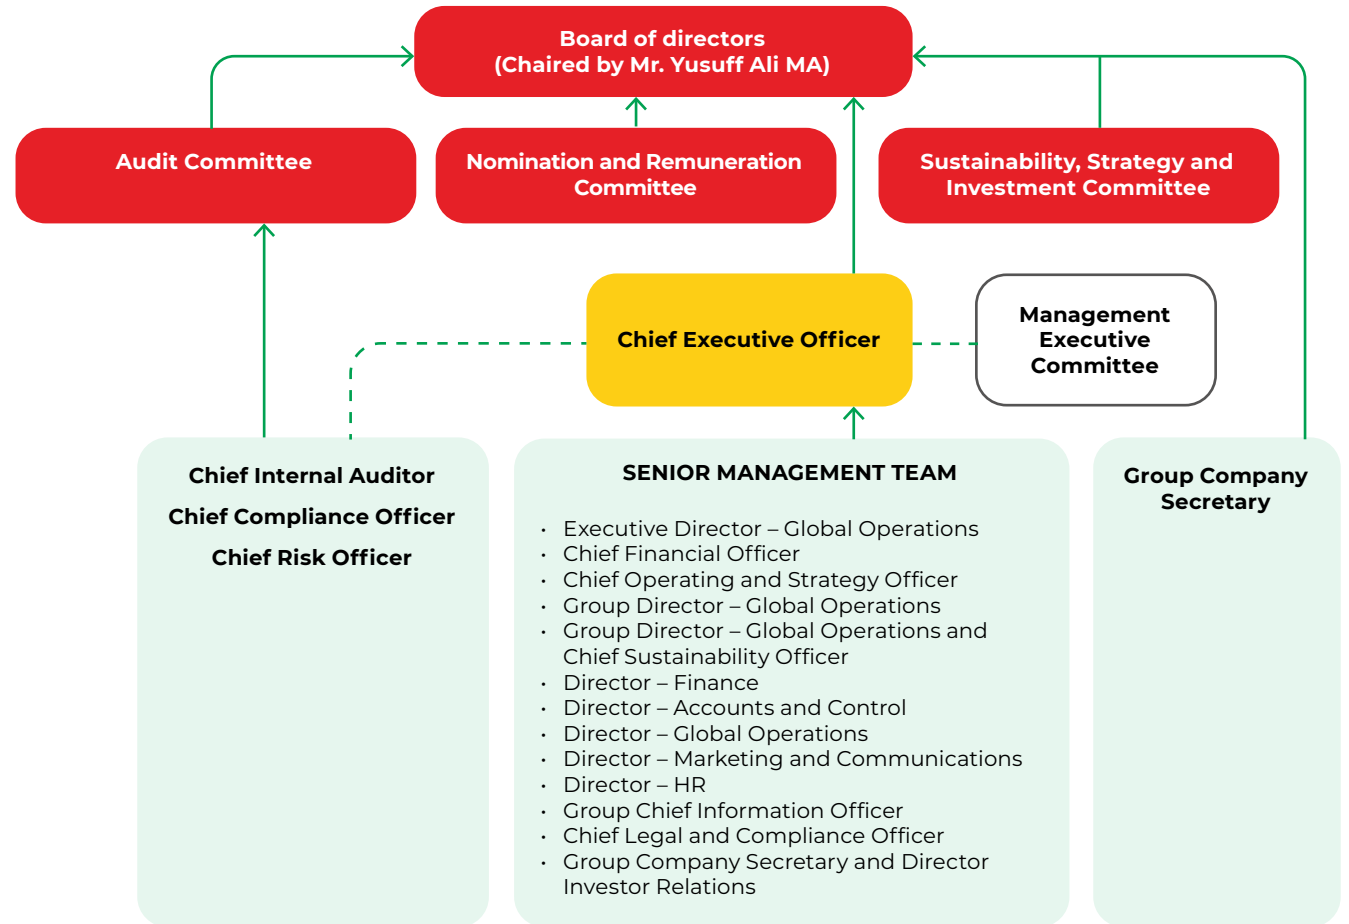 Board of directors
(Chaired by Mr. Yusuff Ali MA)
Audit Committee
Nomination and Remuneration
Committee
Sustainability, Strategy and
Investment Committee
Chief Executive Officer
Management
Executive
Committee
Chief Internal Auditor
Chief Compliance Officer
Chief Risk Officer
SENIOR MANAGEMENT TEAM
· Executive Director – Global Operations
· Chief Financial Officer
· Chief Operating and Strategy Officer
· Group Director – Global Operations
· Group Director – Global Operations and
Chief Sustainability Officer
· Director – Finance
· Director – Accounts and Control
· Director – Global Operations
· Director – Marketing and Communications
· Director – HR
· Group Chief Information Officer
· Chief Legal and Compliance Officer
· Group Company Secretary and Director
Investor Relations
Group Company
Secretary